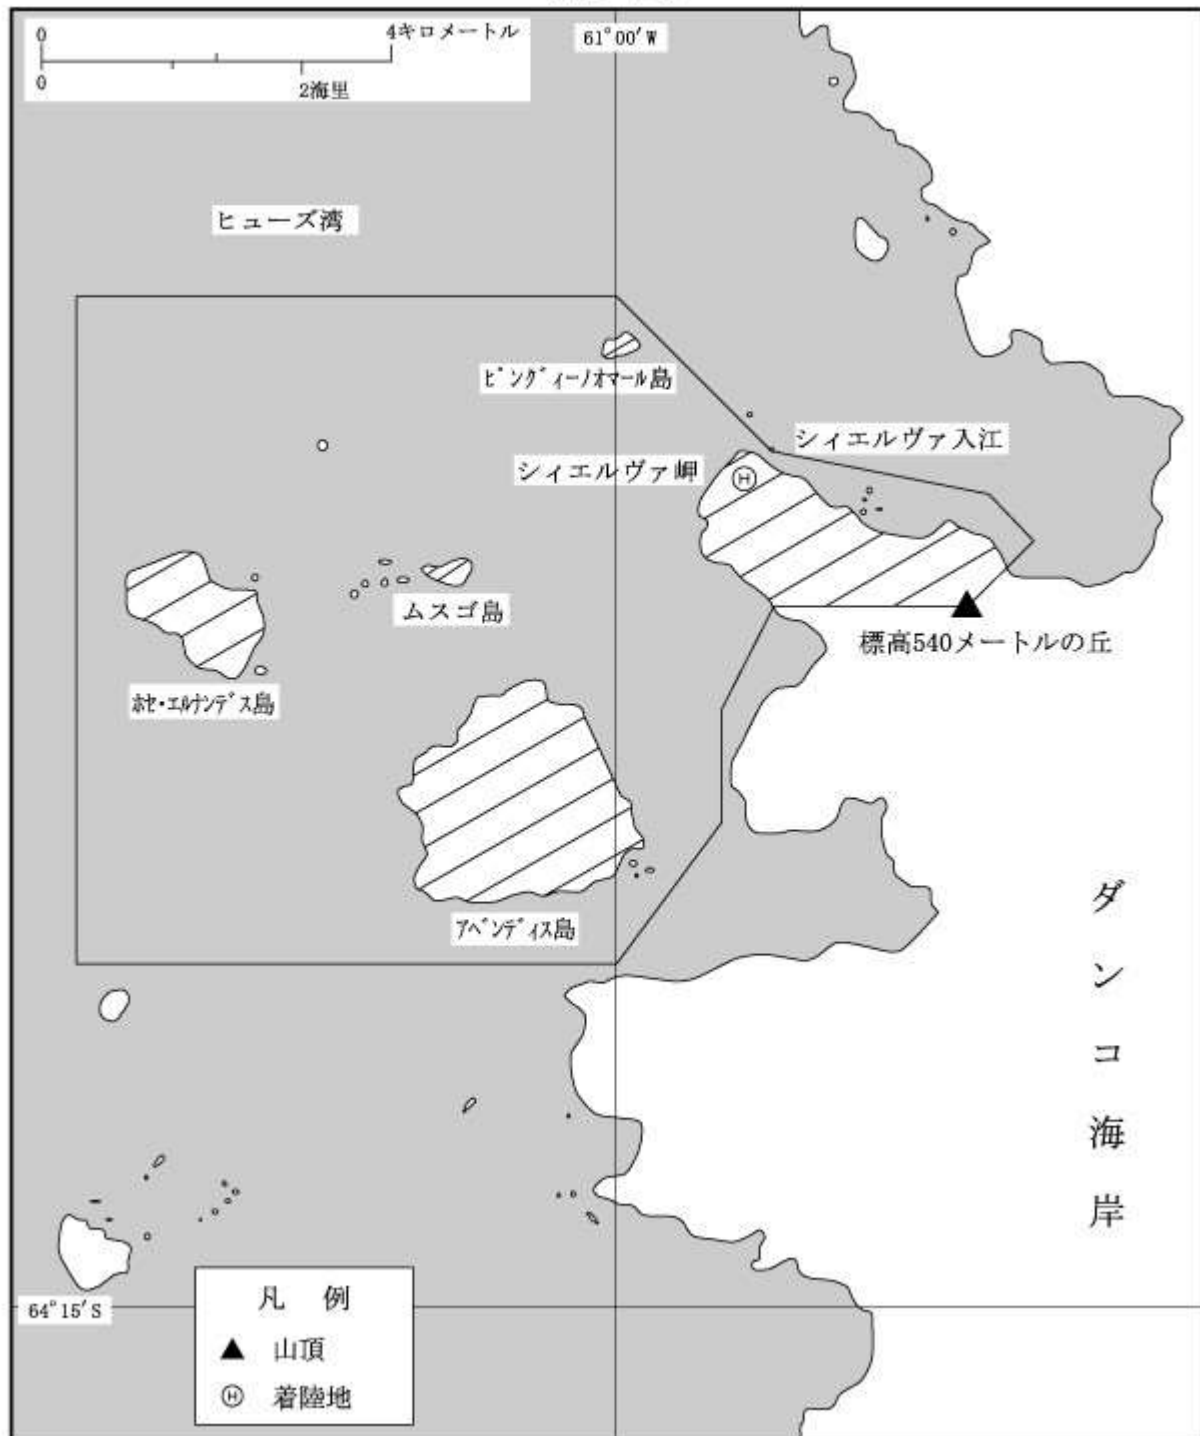 0
4キロメートル
0
2海里
61°00′W
ヒューズ湾
ピングィーノオマール島
シィエルヴァ入江
シィエルヴァ岬
H
ムスゴ島
標高540メートルの丘
ホセ・エルナンデス島
アベンディス島
ダンコ海岸
64°15′S
凡 例
▲ 山頂
Ⓗ 着陸地